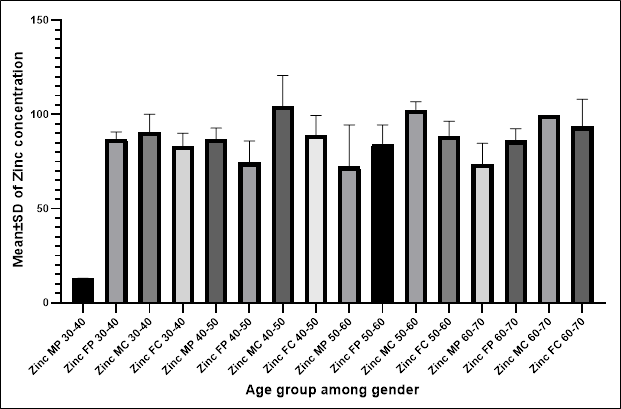 Mean±SD of Zinc concentration
150
100
50
0
Zinc MP 30-40
Zinc FP 30-40
Zinc MC 30-40
Zinc FC 30-40
Zinc MP 40-50
Zinc FP 40-50
Zinc MC 40-50
Zinc FC 40-50
Zinc MP 50-60
Zinc FP 50-60
Zinc MC 50-60
Zinc FC 50-60
Zinc MP 60-70
Zinc FP 60-70
Zinc MC 60-70
Zinc FC 60-70
Age group among gender